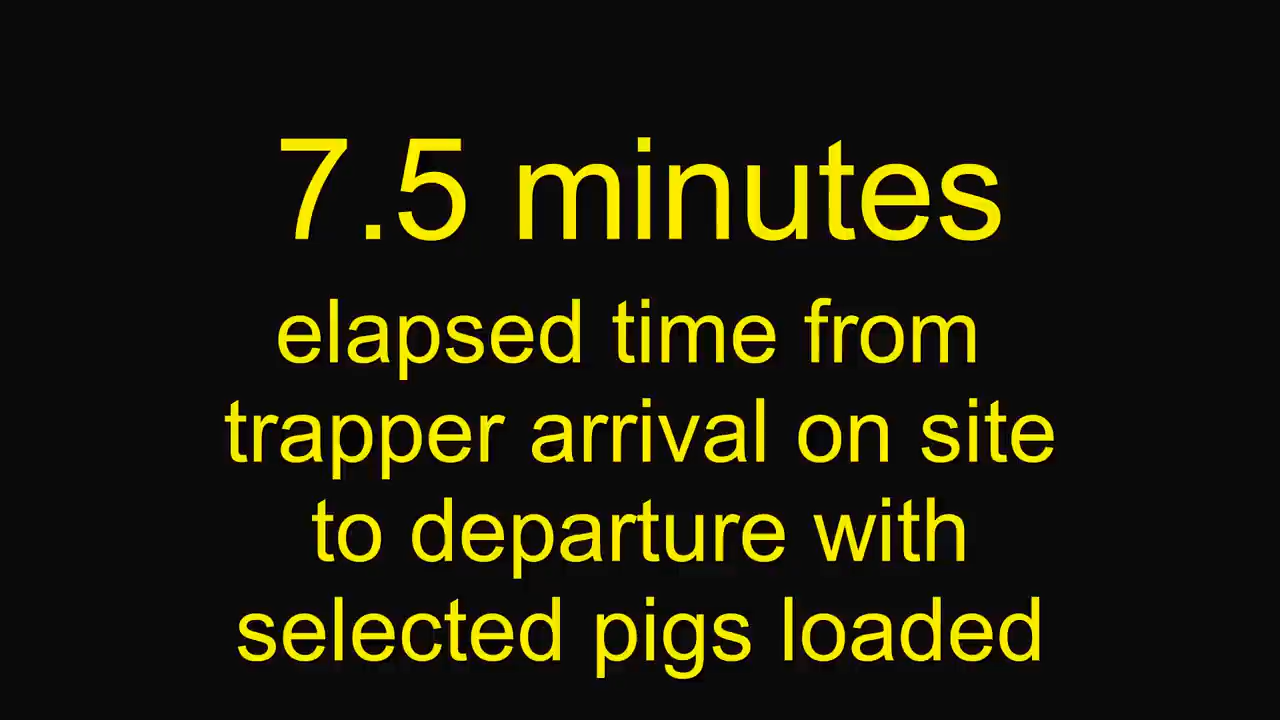 7.5 minutes
elapsed time from
trapper arrival on site
to departure with
selected pigs loaded